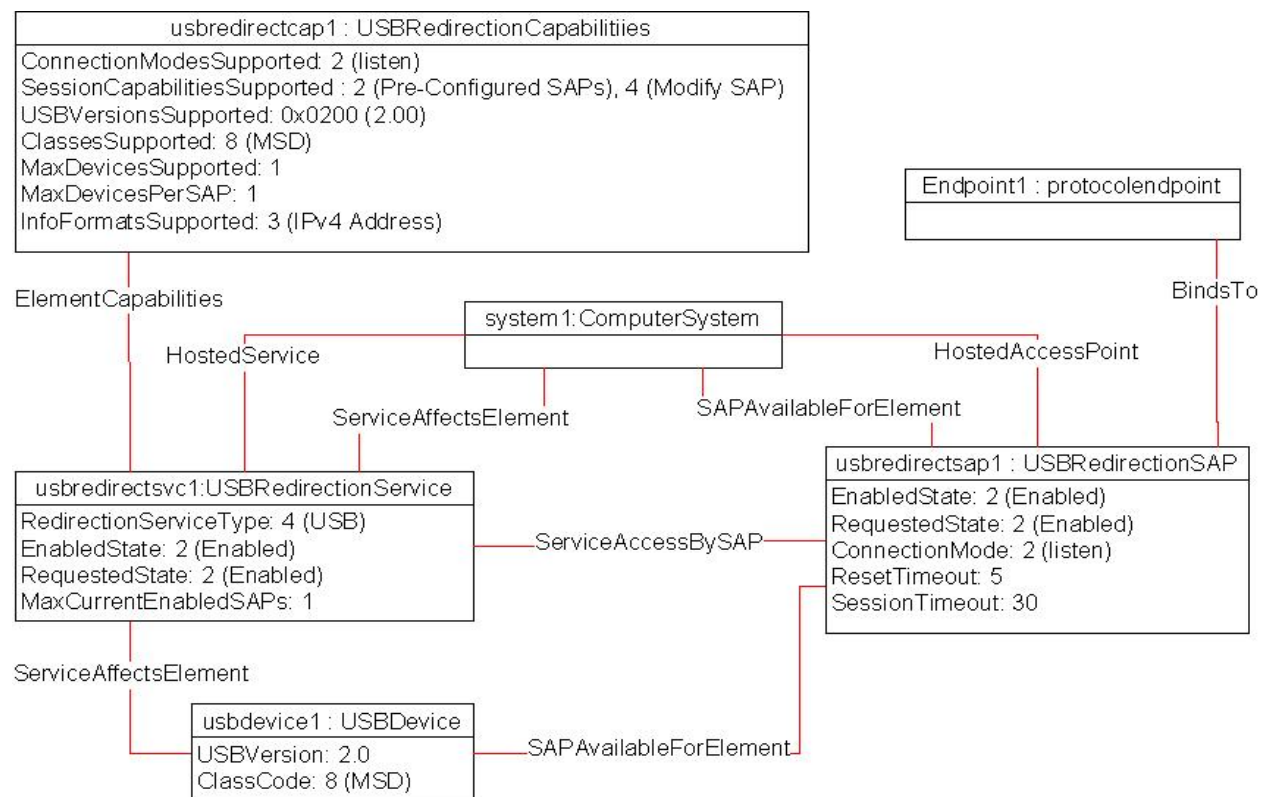 usbredirectcap1 : USBRedirectionCapabilitiies
ConnectionModesSupported: 2 (listen)
SessionCapabilitiesSupported : 2 (Pre-Configured SAPs), 4 (Modify SAP)
USBVersionsSupported: 0x0200 (2.00)
ClassesSupported: 8 (MSD)
MaxDevicesSupported: 1
MaxDevicesPerSAP: 1
InfoFormatsSupported: 3 (IPv4 Address)
Endpoint1 : protocolendpoint
ElementCapabilities
BindsTo
system1:ComputerSystem
HostedService
HostedAccessPoint
ServiceAffectsElement
SAPAvailableForElement
usbredirectsvc1:USBRedirectionService
RedirectionServiceType: 4 (USB)
EnabledState: 2 (Enabled)
RequestedState: 2 (Enabled)
MaxCurrentEnabledSAPs: 1
ServiceAccessBySAP
usbredirectsap1 : USBRedirectionSAP
EnabledState: 2 (Enabled)
RequestedState: 2 (Enabled)
ConnectionMode: 2 (listen)
ResetTimeout: 5
SessionTimeout: 30
ServiceAffectsElement
usbdevice1 : USBDevice
USBVersion: 2.0
ClassCode: 8 (MSD)
SAPAvailableForElement